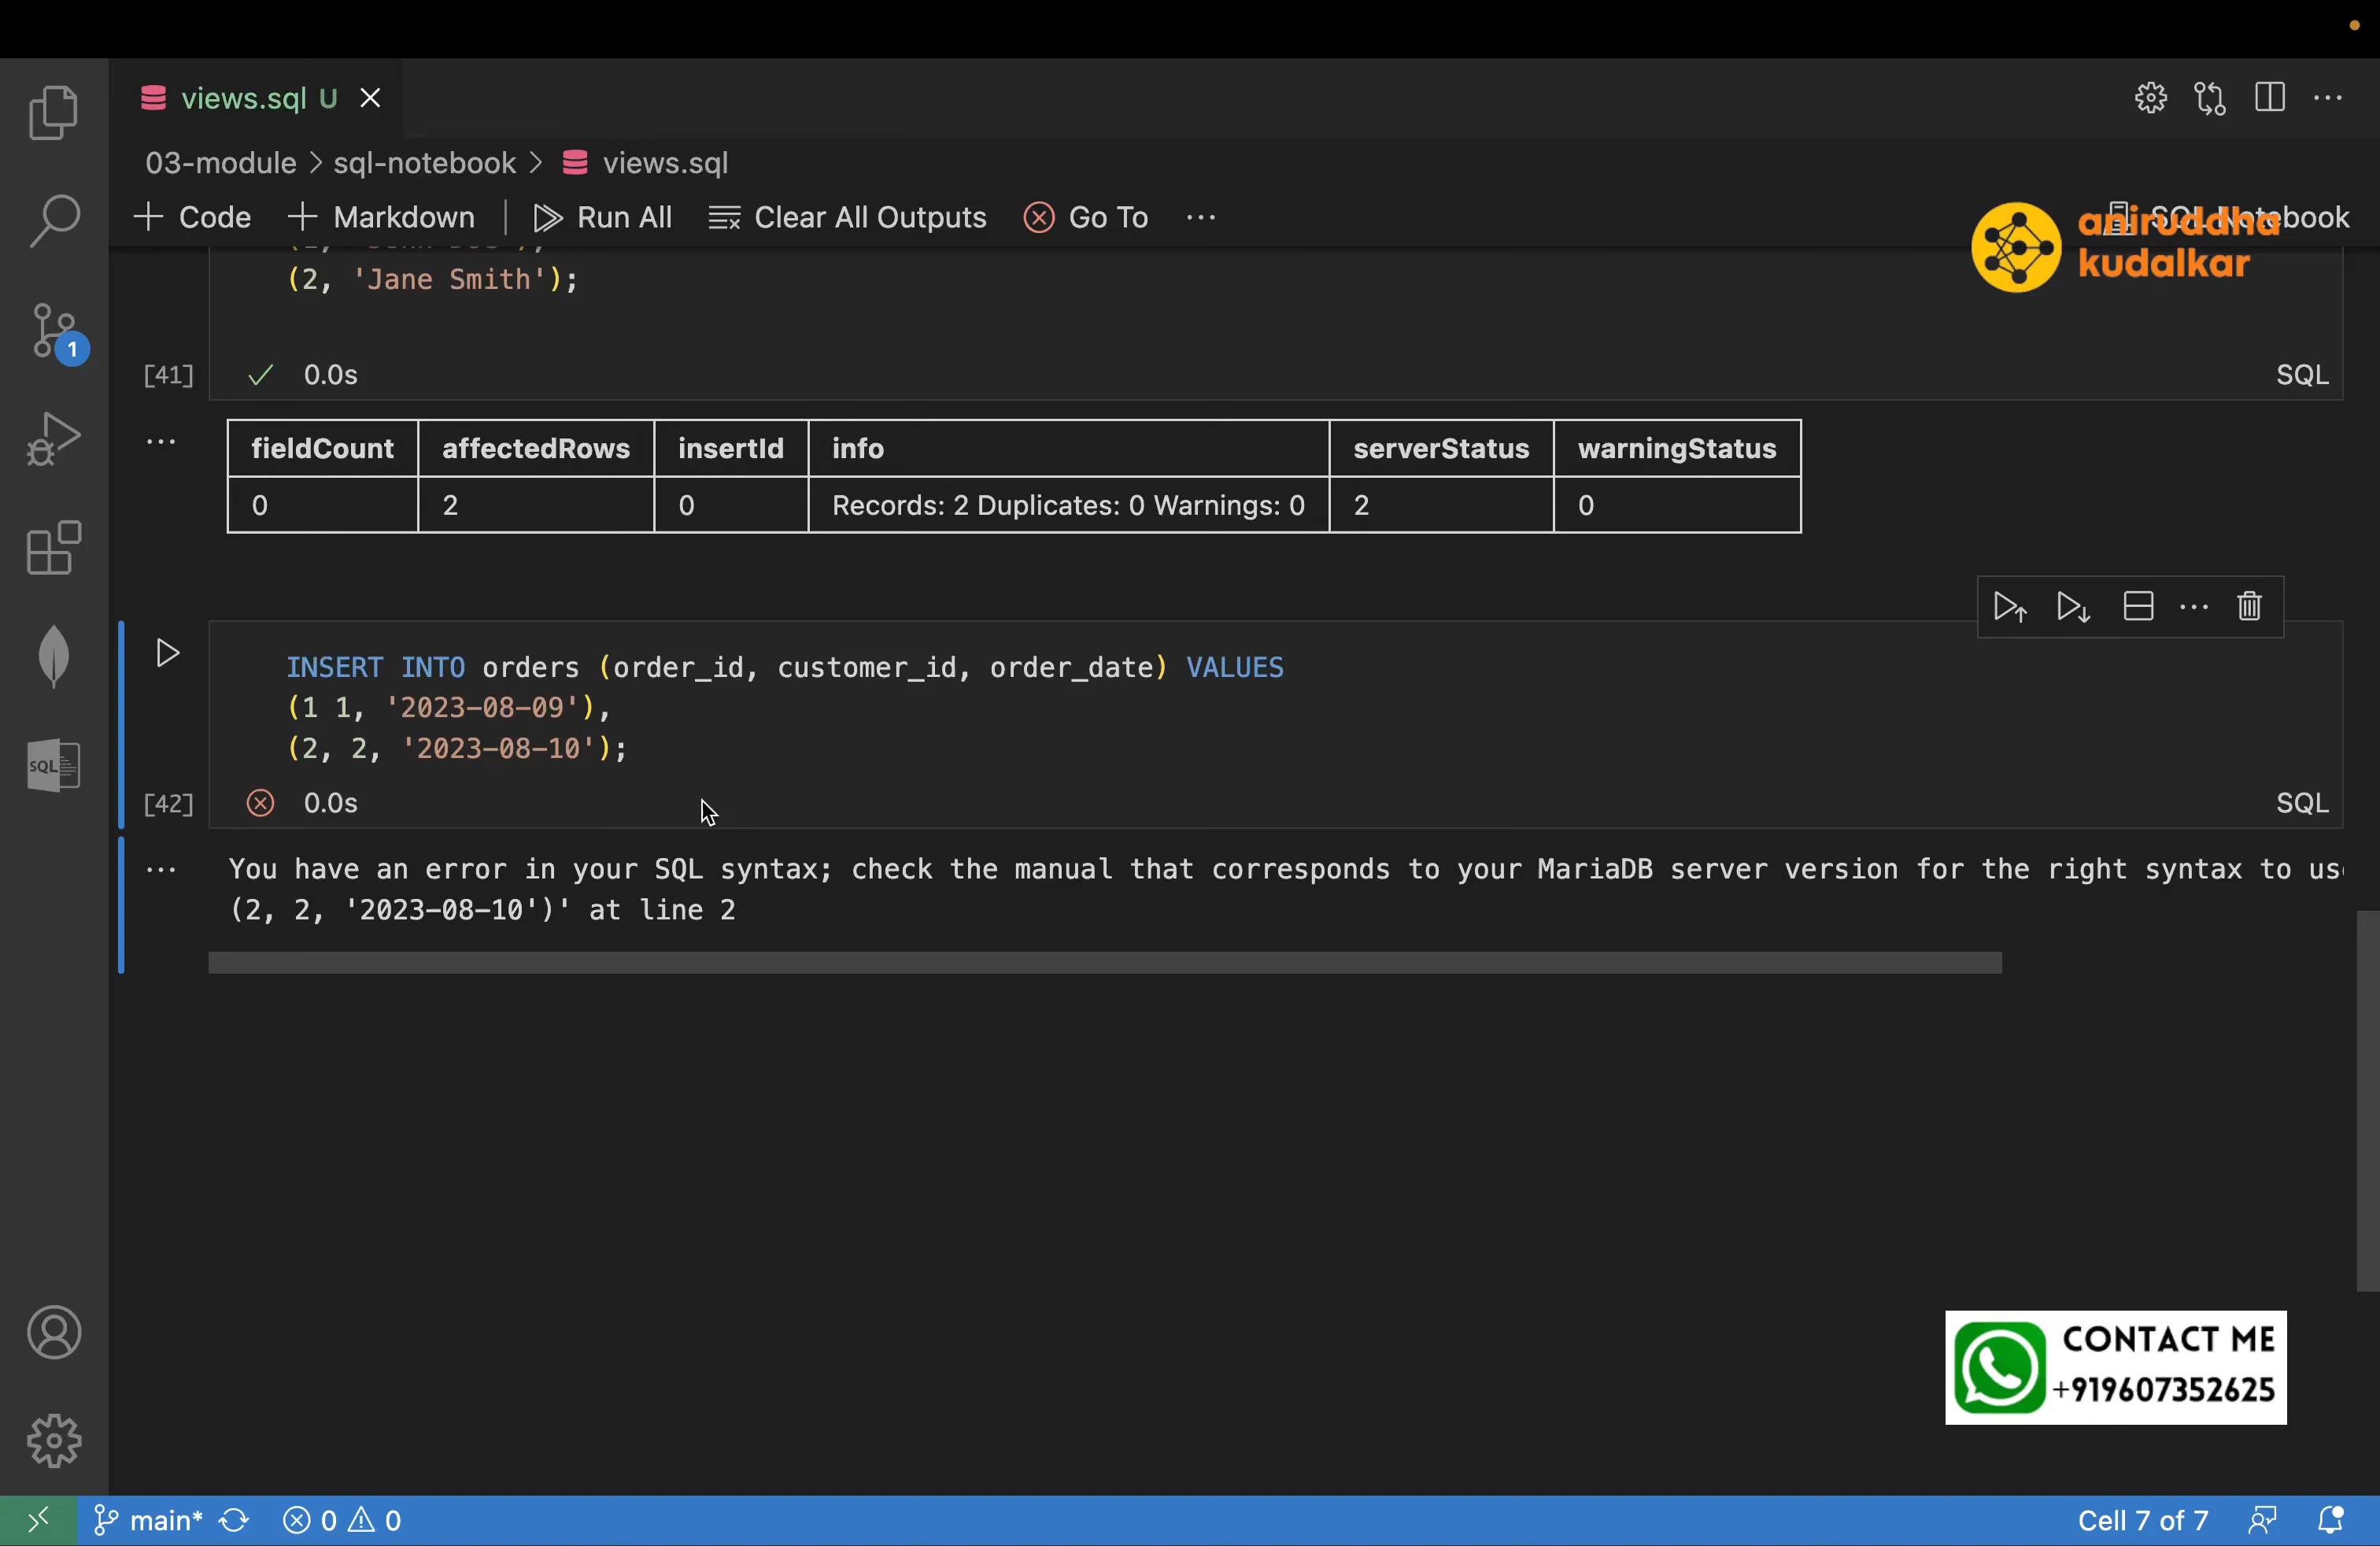 views.sql U
03-module > sql-notebook > views.sql
Code Markdown Run All Clear All Outputs Go To ... SQL Notebook
aniruddha
kudalkar
(2, 'Jane Smith');
[41] 0.0s SQL
fieldCount affectedRows insertId info serverStatus warningStatus
0 2 0 Records: 2 Duplicates: 0 Warnings: 0 2 0
INSERT INTO orders (order_id, customer_id, order_date) VALUES
(1 1, '2023-08-09'),
(2, 2, '2023-08-10');
[42] 0.0s SQL
You have an error in your SQL syntax; check the manual that corresponds to your MariaDB server version for the right syntax to
(2, 2, '2023-08-10')' at line 2
SQL
1
CONTACT ME
+919607352625
main* 0 0 Cell 7 of 7